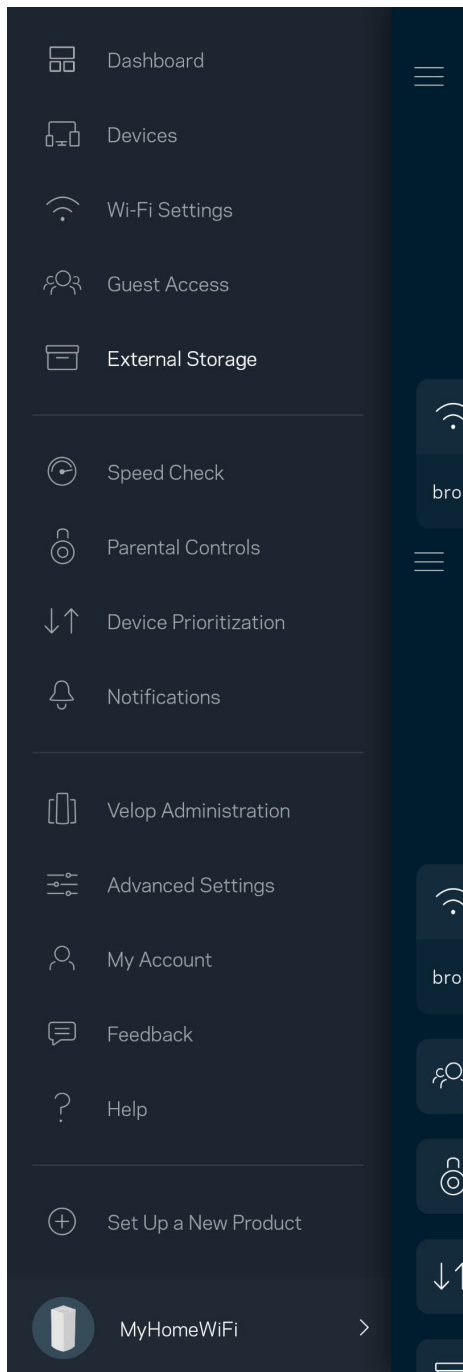 Dashboard
Devices
Wi-Fi Settings
Guest Access
External Storage
Speed Check
Parental Controls
Device Prioritization
Notifications
Velop Administration
Advanced Settings
My Account
Feedback
Help
Set Up a New Product
MyHomeWiFi
bro
bro